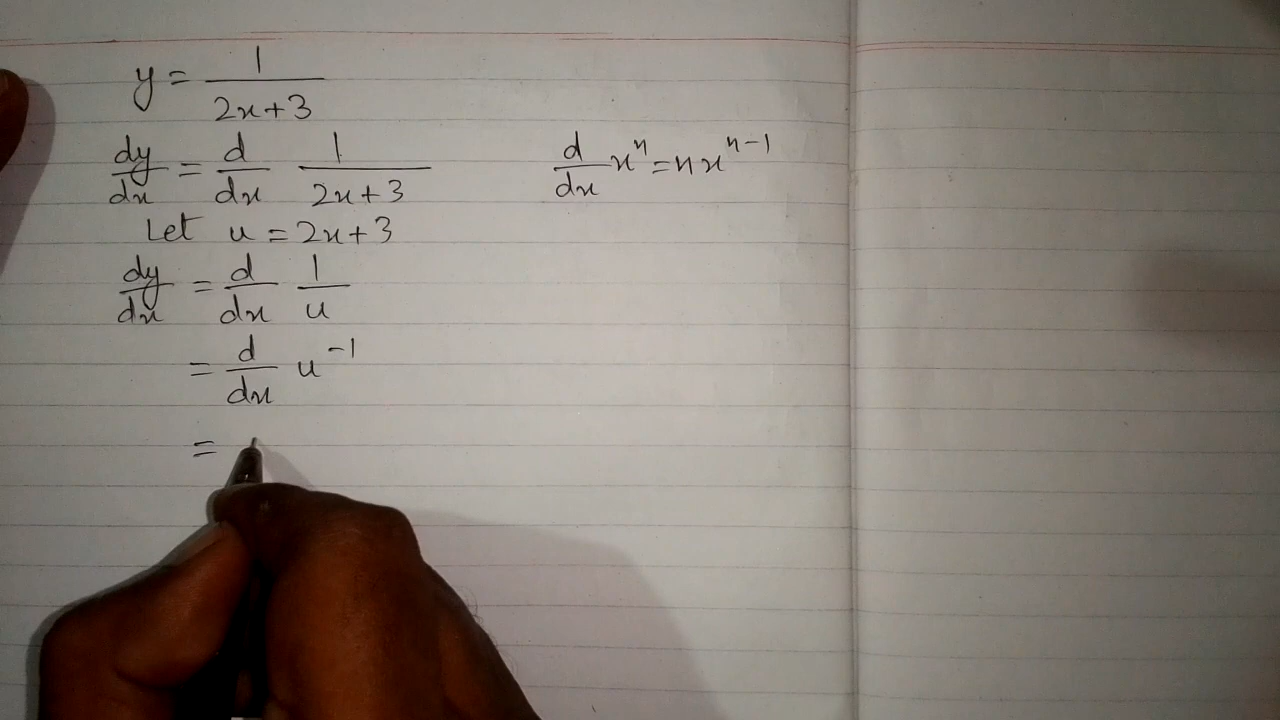 y = 1/(2x+3)
dy/dx = d/dx 1/(2x+3)
d/dx x^n = nx^(n-1)
Let u = 2x+3
dy/dx = d/dx 1/u
= d/dx u^-1
=